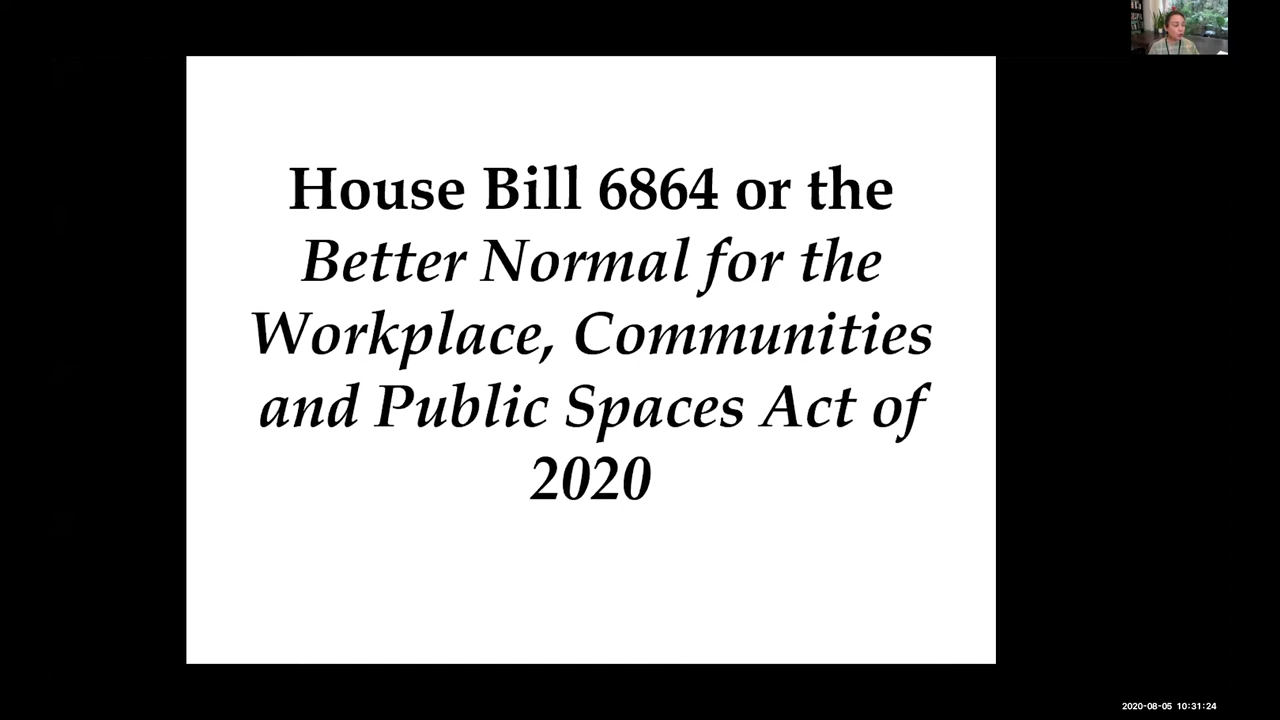 House Bill 6864 or the
Better Normal for the
Workplace, Communities
and Public Spaces Act of
2020
2020-08-05 10:31:24